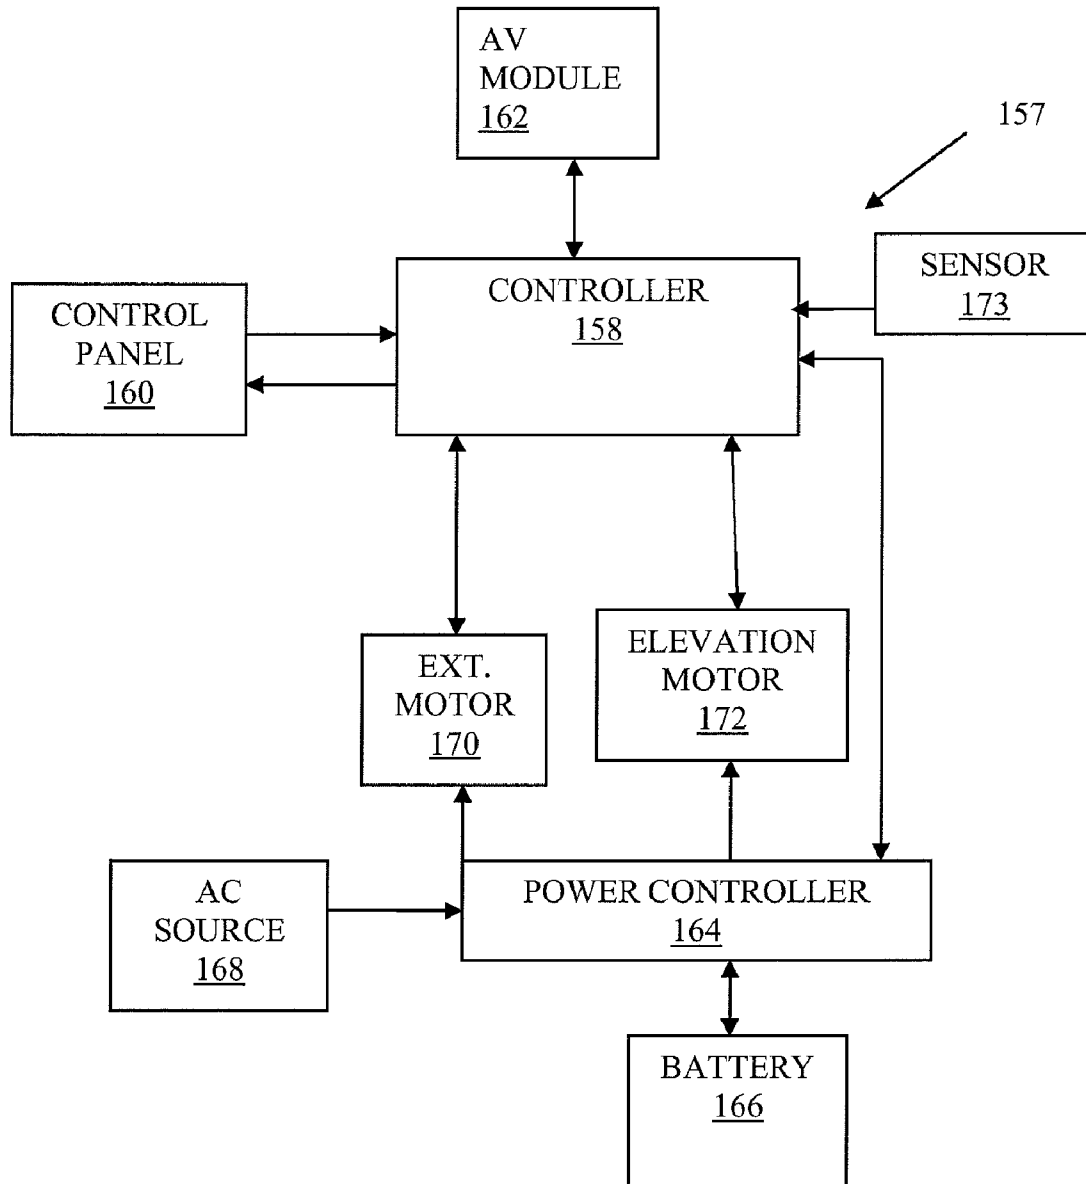 AV
MODULE
162
157
SENSOR
173
CONTROLLER
158
CONTROL
PANEL
160
EXT.
MOTOR
170
ELEVATION
MOTOR
172
AC
SOURCE
168
POWER CONTROLLER
164
BATTERY
166